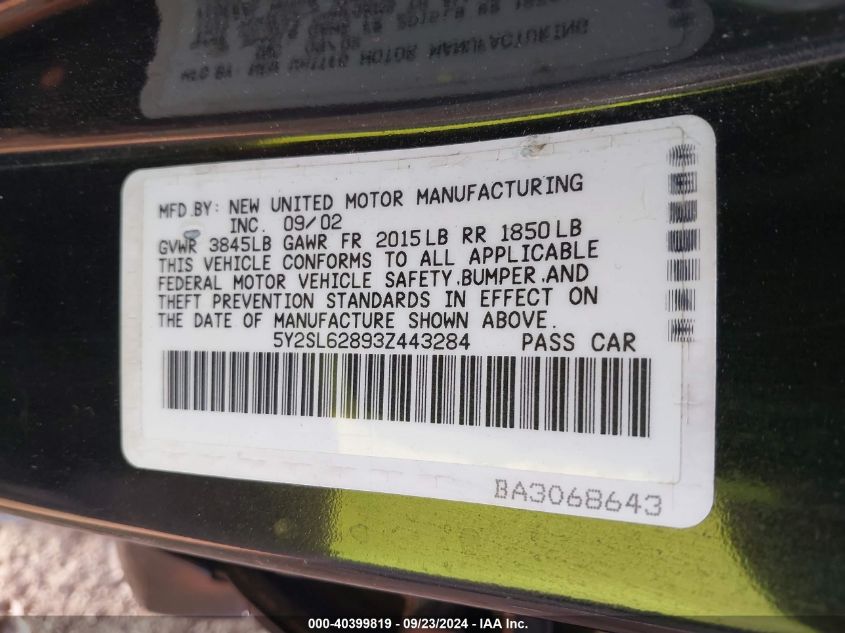 MFD.BY: NEW UNITED MOTOR MANUFACTURING
INC. 09/02
GVWR 3845LB GAWR FR 2015LB RR 1850LB
THIS VEHICLE CONFORMS TO ALL APPLICABLE
FEDERAL MOTOR VEHICLE SAFETY,BUMPER,AND
THEFT PREVENTION STANDARDS IN EFFECT ON
THE DATE OF MANUFACTURE SHOWN ABOVE.
5Y2SL62893Z443284 PASS CAR
BA3068643
000-40399819 - 09/23/2024 - IAA Inc.